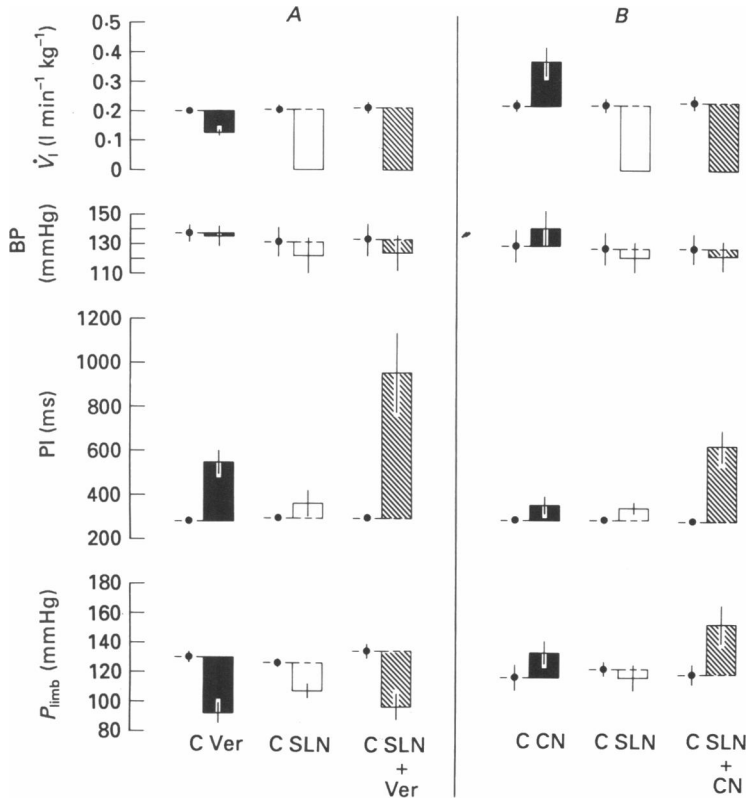 A
B
0·5
0·4
0·3
0·2
0·1
0
V̇I (l min⁻¹ kg⁻¹)
150
130
110
BP
(mmHg)
1200
1000
800
600
400
200
PI (ms)
180
160
140
120
100
80
Plimb (mmHg)
C Ver
C SLN
C SLN
+
Ver
C CN
C SLN
C SLN
+
CN